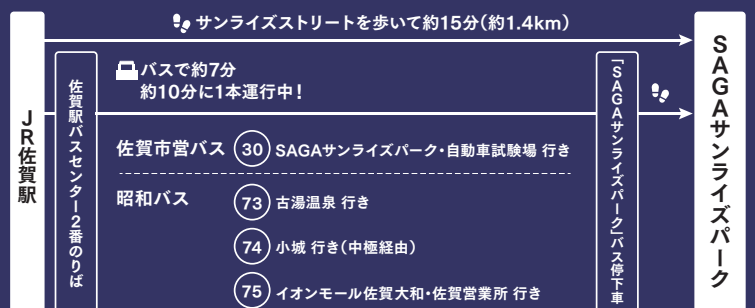 サンライズストリートを歩いて約15分(約1.4km)
JR佐賀駅
佐賀駅バスセンター2番のりば
バスで約7分
約10分に1本運行中!
佐賀市営バス 30 SAGAサンライズパーク・自動車試験場 行き
昭和バス 73 古湯温泉 行き
74 小城 行き(中極経由)
75 イオンモール佐賀大和・佐賀営業所 行き
「SAGAサンライズパーク」バス停下車
SAGAサンライズパーク